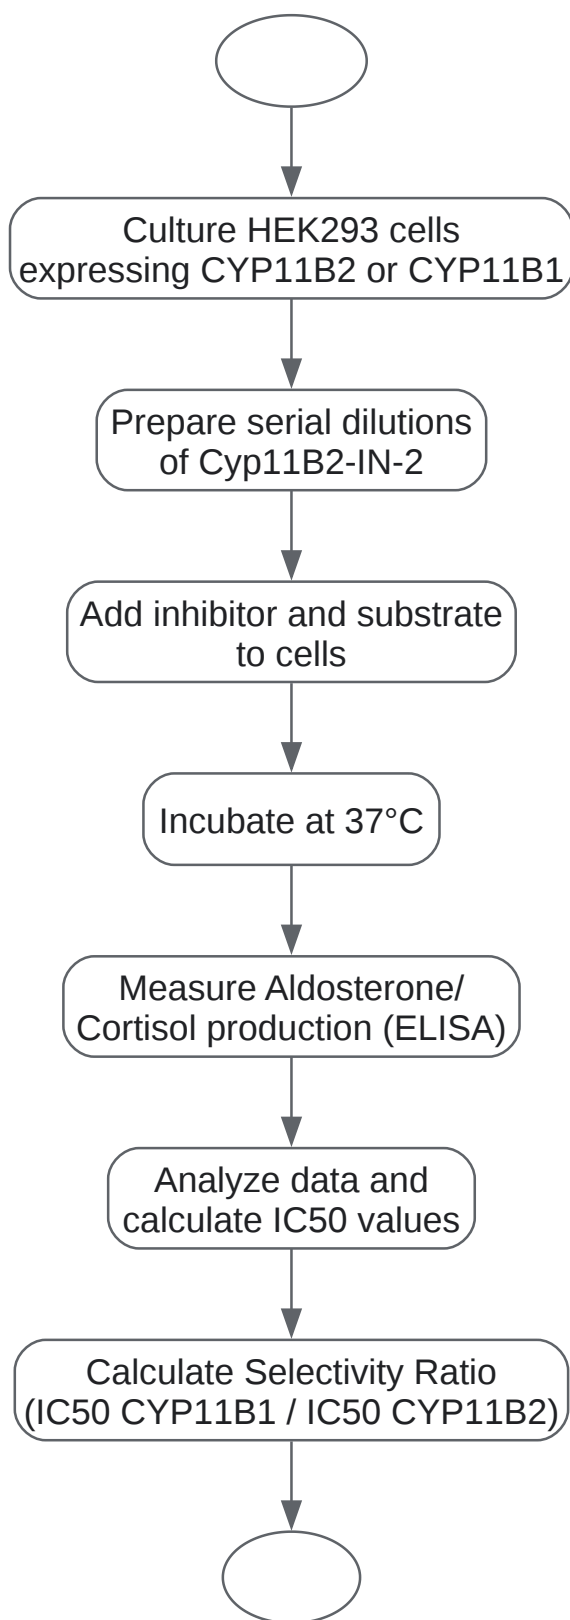 Culture HEK293 cells
expressing CYP11B2 or CYP11B1
Prepare serial dilutions
of Cyp11B2-IN-2
Add inhibitor and substrate
to cells
Incubate at 37°C
Measure Aldosterone/
Cortisol production (ELISA)
Analyze data and
calculate IC50 values
Calculate Selectivity Ratio
(IC50 CYP11B1 / IC50 CYP11B2)